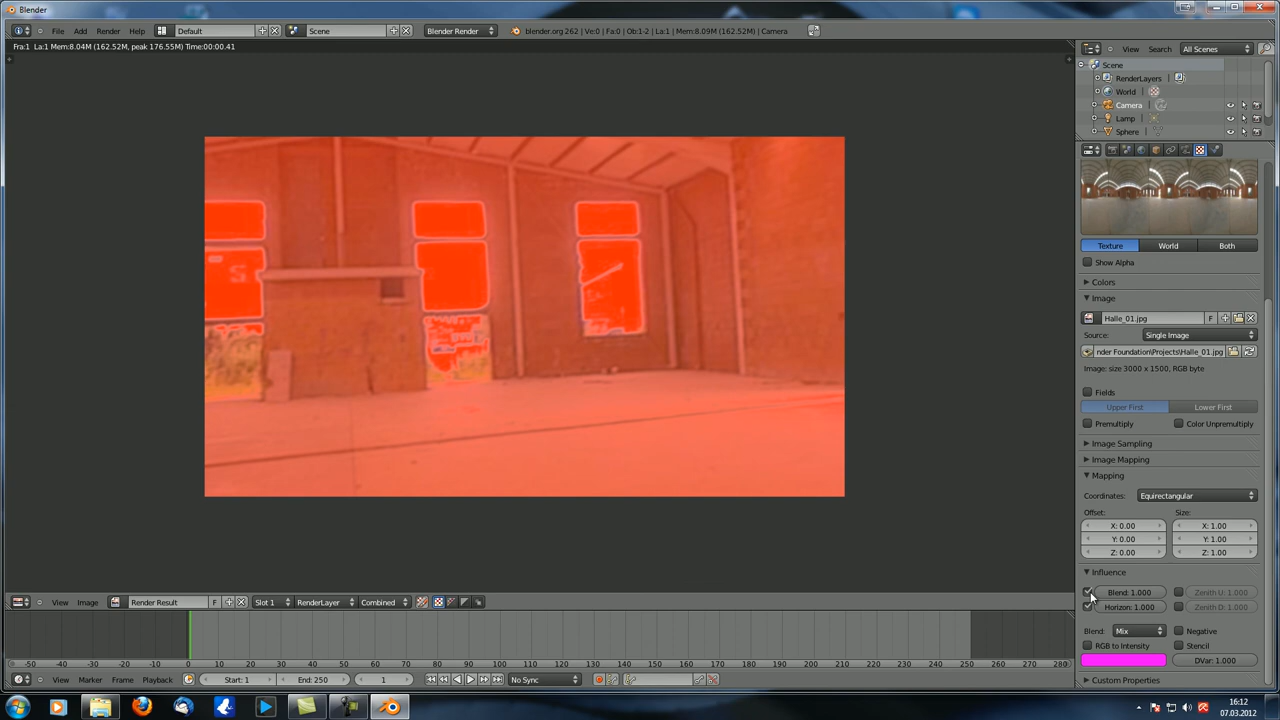 Blender
File Add Render Help Default Scene Blender Render blender.org 262 | Ve:0 | Fa:0 | Ob:1-2 | La:1 | Mem:8.09M (162.52M) | Camera
Fra:1 La:1 Mem:8.04M (162.52M, peak 176.55M) Time:00:00.41
View Search All Scenes
Scene
RenderLayers
World
Camera
Lamp
Sphere
Texture World Both
Show Alpha
Colors
Image
Halle_01.jpg F
Source: Single Image
nder Foundation\Projects\Halle_01.jpg
Image: size 3000 x 1500, RGB byte
Fields
Upper First Lower First
Premultiply Color Unpremultiply
Image Sampling
Image Mapping
Mapping
Coordinates: Equirectangular
Offset: Size:
X: 0.00 X: 1.00
Y: 0.00 Y: 1.00
Z: 0.00 Z: 1.00
Influence
Blend: 1.000 Zenith U: 1.000
Horizon: 1.000 Zenith D: 1.000
Blend: Mix Negative
RGB to Intensity Stencil
DVar: 1.000
Custom Properties
View Image Render Result F Slot 1 RenderLayer Combined
-50 -40 -30 -20 -10 0 10 20 30 40 50 60 70 80 90 100 110 120 130 140 150 160 170 180 190 200 210 220 230 240 250 260 270 280
View Marker Frame Playback Start: 1 End: 250 1 No Sync
16:12
07.03.2012